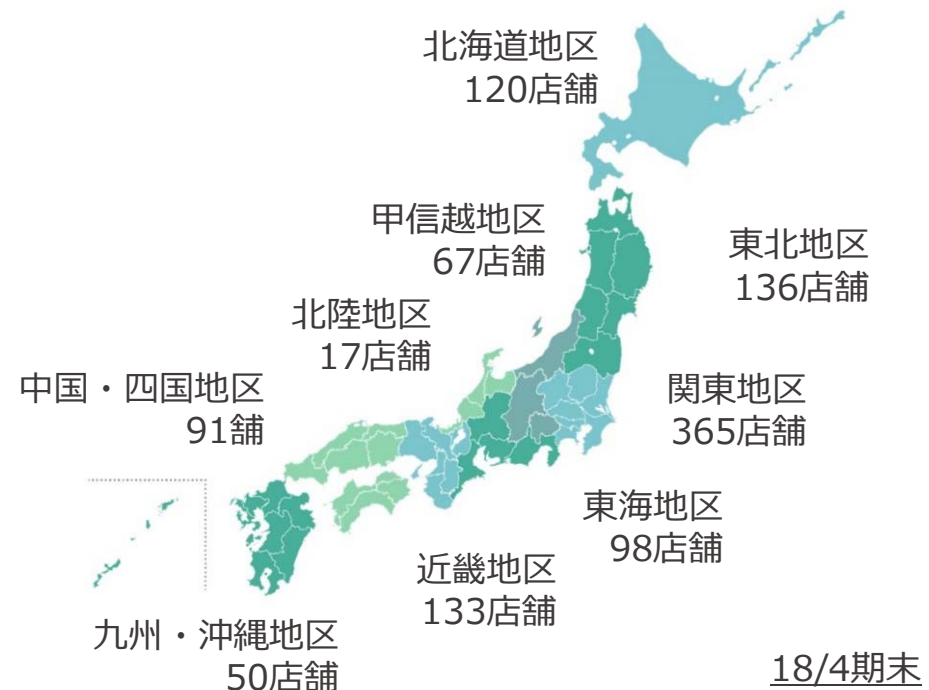 北海道地区
120店舗
甲信越地区
67店舗
東北地区
136店舗
北陸地区
17店舗
中国・四国地区
91舗
関東地区
365店舗
東海地区
98店舗
近畿地区
133店舗
九州・沖縄地区
50店舗
18/4期末